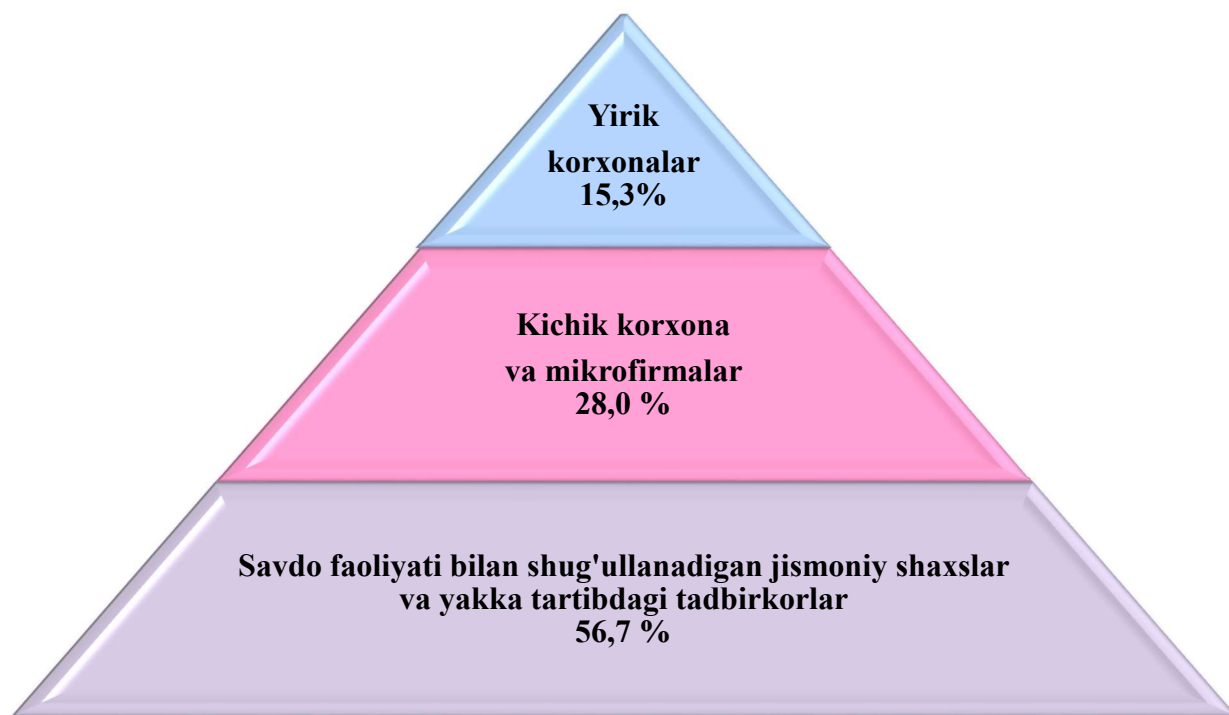 Yirik
korxonalar
15,3%
Kichik korxona
va mikrofirmalar
28,0 %
Savdo faoliyati bilan shug'ullanadigan jismoniy shaxslar
va yakka tartibdagi tadbirkorlar
56,7 %